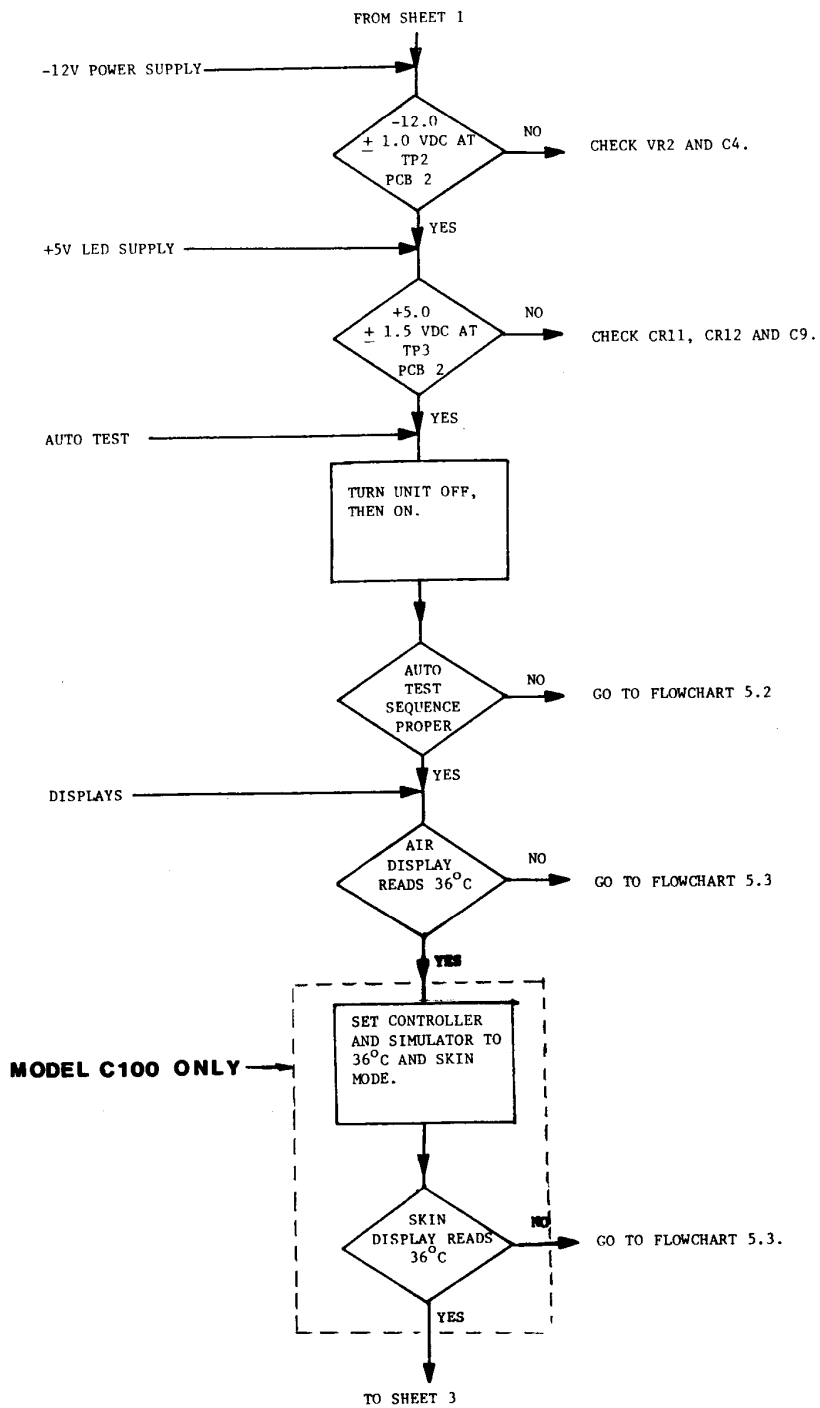 FROM SHEET 1
-12V POWER SUPPLY
-12.0
± 1.0 VDC AT
TP2
PCB 2
NO
CHECK VR2 AND C4.
YES
+5V LED SUPPLY
+5.0
± 1.5 VDC AT
TP3
PCB 2
NO
CHECK CR11, CR12 AND C9.
YES
AUTO TEST
TURN UNIT OFF,
THEN ON.
AUTO
TEST
SEQUENCE
PROPER
NO
GO TO FLOWCHART 5.2
YES
DISPLAYS
AIR
DISPLAY
READS 36°C
NO
GO TO FLOWCHART 5.3
YES
SET CONTROLLER
AND SIMULATOR TO
36°C AND SKIN
MODE.
MODEL C100 ONLY
SKIN
DISPLAY READS
36°C
NO
GO TO FLOWCHART 5.3.
YES
TO SHEET 3